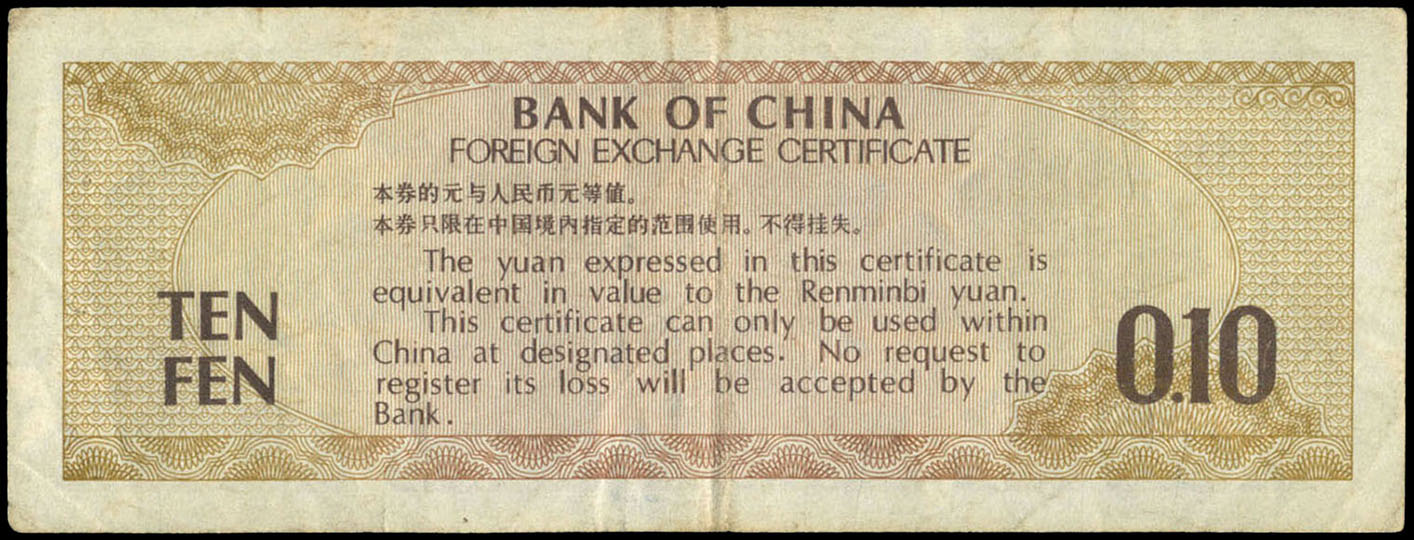 BANK OF CHINA
FOREIGN EXCHANGE CERTIFICATE
本券的元与人民币元等值。
本券只限在中国境内指定的范围使用。不得挂失。
The yuan expressed in this certificate is
equivalent in value to the Renminbi yuan.
This certificate can only be used within
China at designated places. No request to
register its loss will be accepted by the
Bank.
TEN
FEN
0.10